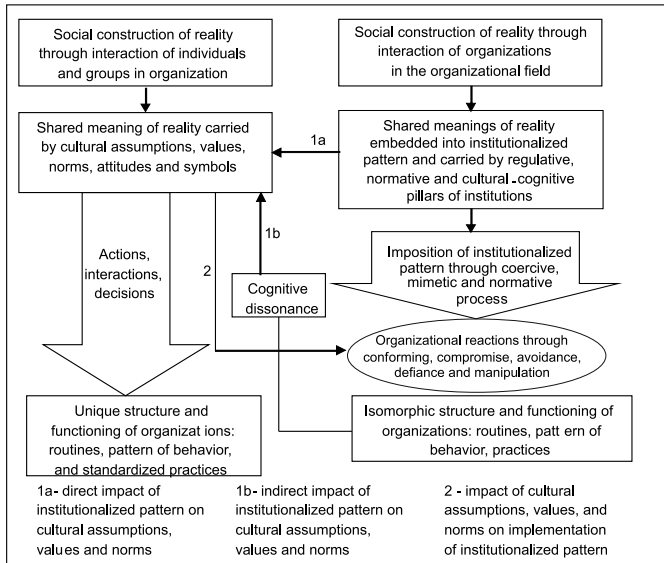 Social construction of reality
through interaction of individuals
and groups in organization
Social construction of reality through
interaction of organizations
in the organizational field
Shared meaning of reality carried
by cultural assumptions, values,
norms, attitudes and symbols
1a
Shared meanings of reality
embedded into institutionalized
pattern and carried by regulative,
normative and cultural-cognitive
pillars of institutions
Actions,
interactions,
decisions
2
1b
Cognitive
dissonance
Imposition of institutionalized
pattern through coercive,
mimetic and normative
process
Organizational reactions through
conforming, compromise, avoidance,
defiance and manipulation
Unique structure and
functioning of organizat ions:
routines, pattern of behavior,
and standardized practices
Isomorphic structure and functioning of
organizations: routines, patt ern of
behavior, practices
1a- direct impact of
institutionalized pattern on
cultural assumptions,
values and norms
1b- indirect impact of
institutionalized pattern on
cultural assumptions,
values and norms
2 - impact of cultural
assumptions, values, and
norms on implementation
of institutionalized pattern